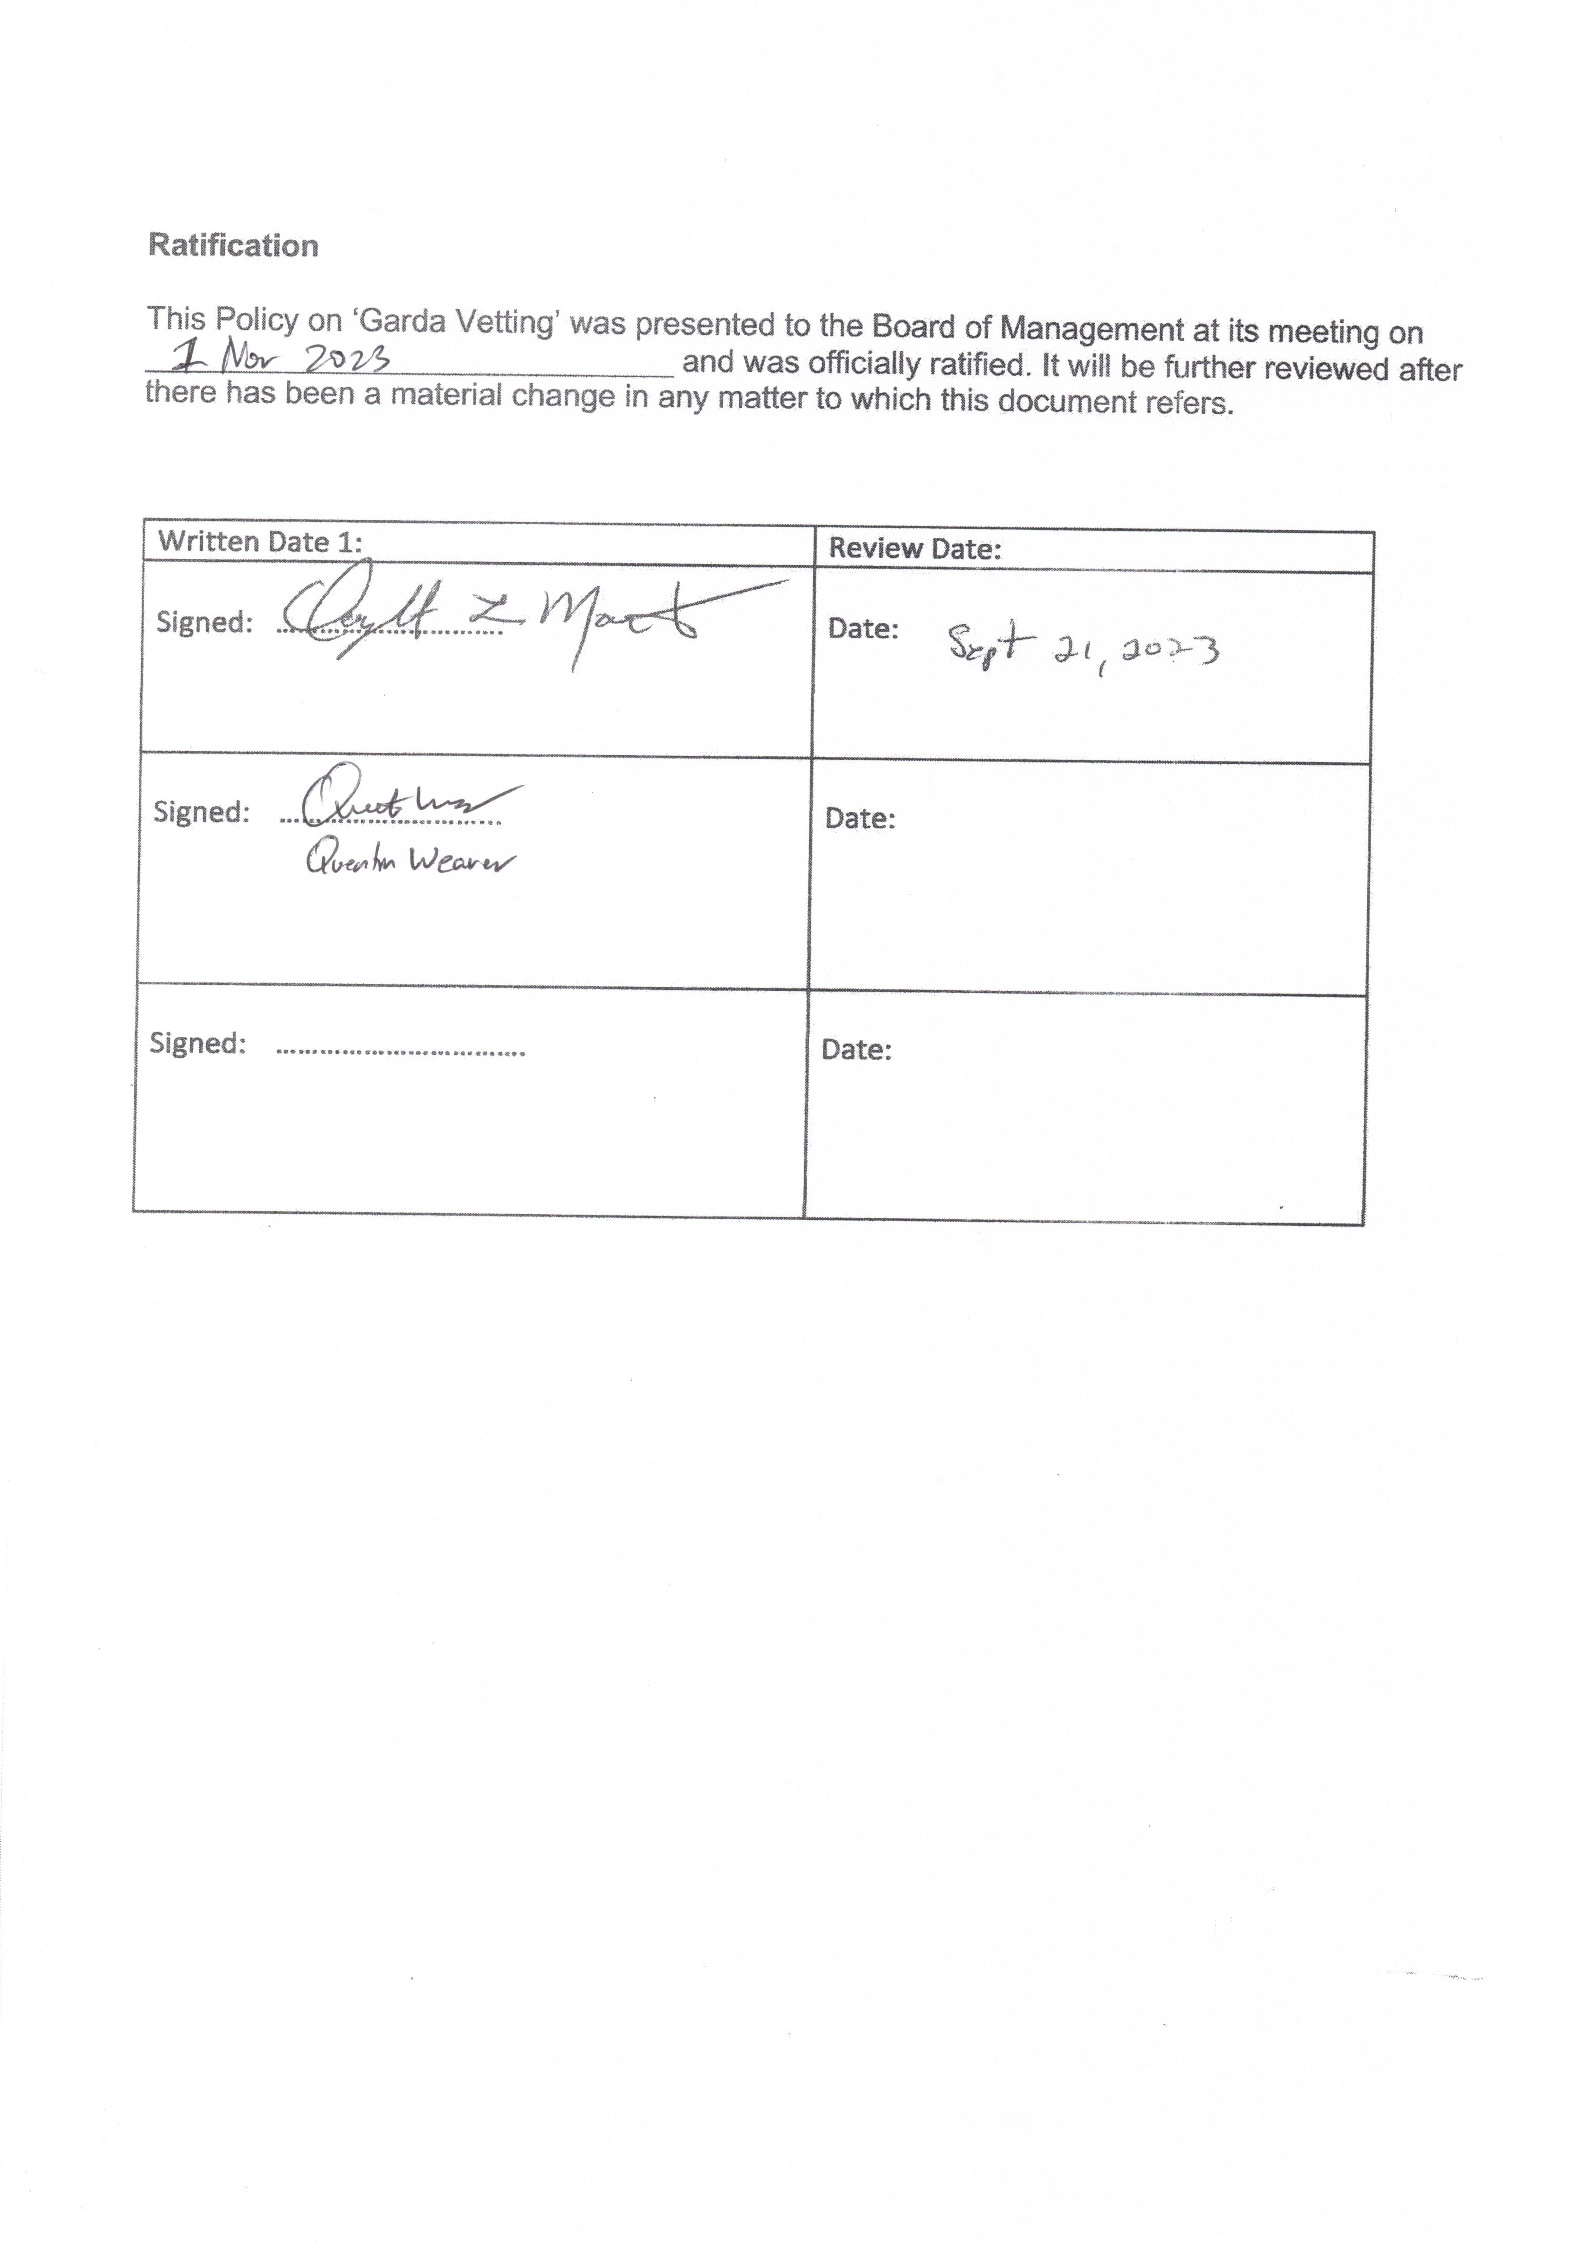 Ratification
This Policy on ‘Garda Vetting’ was presented to the Board of Management at its meeting on
1 Nov 2023 and was officially ratified. It will be further reviewed after
there has been a material change in any matter to which this document refers.
Written Date 1:
Review Date:
Signed:
Date: Sept 21, 2023
Signed:
Quentin Weaver
Date:
Signed: ................................
Date: